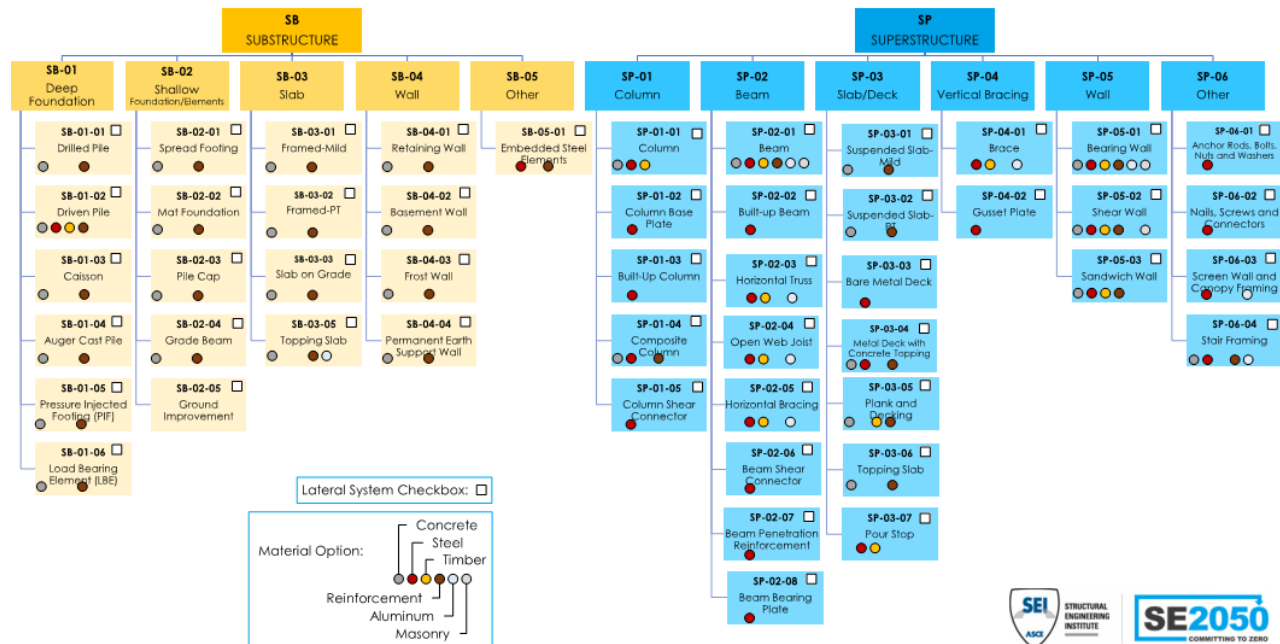 SB
SUBSTRUCTURE
SB-01
Deep
Foundation
SB-01-01
Drilled Pile
SB-01-02
Driven Pile
SB-01-03
Caisson
SB-01-04
Auger Cast Pile
SB-01-05
Pressure Injected
Footing (PIF)
SB-01-06
Load Bearing
Element (LBE)
SB-02
Shallow
Foundation/Elements
SB-02-01
Spread Footing
SB-02-02
Mat Foundation
SB-02-03
Pile Cap
SB-02-04
Grade Beam
SB-02-05
Ground
Improvement
SB-03
Slab
SB-03-01
Framed-Mild
SB-03-02
Framed-PT
SB-03-03
Slab on Grade
SB-03-05
Topping Slab
SB-04
Wall
SB-04-01
Retaining Wall
SB-04-02
Basement Wall
SB-04-03
Frost Wall
SB-04-04
Permanent Earth
Support Wall
SB-05
Other
SB-05-01
Embedded Steel
Elements
SP
SUPERSTRUCTURE
SP-01
Column
SP-01-01
Column
SP-01-02
Column Base
Plate
SP-01-03
Built-Up Column
SP-01-04
Composite
Column
SP-01-05
Column Shear
Connector
SP-02
Beam
SP-02-01
Beam
SP-02-02
Built-up Beam
SP-02-03
Horizontal Truss
SP-02-04
Open Web Joist
SP-02-05
Horizontal Bracing
SP-02-06
Beam Shear
Connector
SP-02-07
Beam Penetration
Reinforcement
SP-02-08
Beam Bearing
Plate
SP-03
Slab/Deck
SP-03-01
Suspended Slab-
Mild
SP-03-02
Suspended Slab-
PT
SP-03-03
Bare Metal Deck
SP-03-04
Metal Deck with
Concrete Topping
SP-03-05
Plank and
Decking
SP-03-06
Topping Slab
SP-03-07
Pour Stop
SP-04
Vertical Bracing
SP-04-01
Brace
SP-04-02
Gusset Plate
SP-05
Wall
SP-05-01
Bearing Wall
SP-05-02
Shear Wall
SP-05-03
Sandwich Wall
SP-06
Other
SP-06-01
Anchor Rods, Bolts,
Nuts and Washers
SP-06-02
Nails, Screws and
Connectors
SP-06-03
Screen Wall and
Canopy Framing
SP-06-04
Stair Framing
Lateral System Checkbox:
Material Option:
Concrete
Steel
Timber
Reinforcement
Aluminum
Masonry
SEI
ASCE
STRUCTURAL
ENGINEERING
INSTITUTE
SE2050
COMMITTING TO ZERO